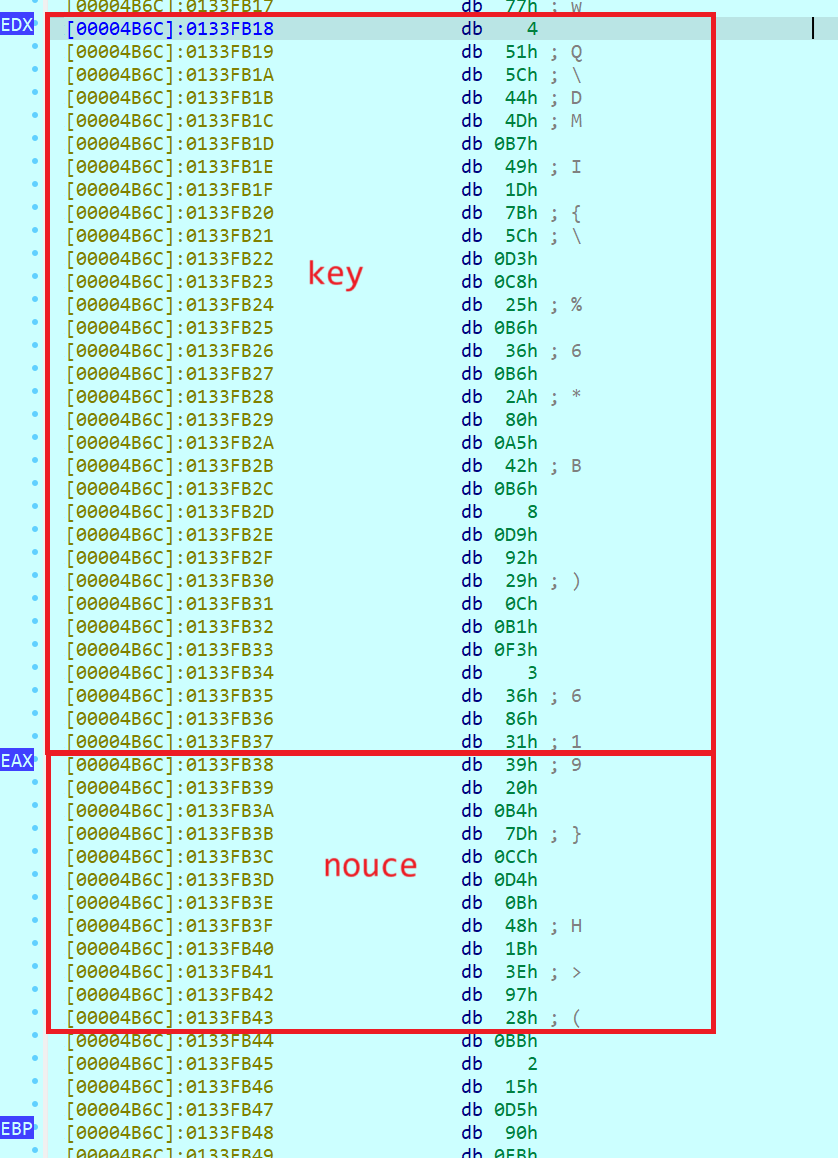 [00004B6C]:0133FB17 db 77h ; w
EDX [00004B6C]:0133FB18 db 4
[00004B6C]:0133FB19 db 51h ; Q
[00004B6C]:0133FB1A db 5Ch ; \
[00004B6C]:0133FB1B db 44h ; D
[00004B6C]:0133FB1C db 4Dh ; M
[00004B6C]:0133FB1D db 0B7h
[00004B6C]:0133FB1E db 49h ; I
[00004B6C]:0133FB1F db 1Dh
[00004B6C]:0133FB20 db 7Bh ; {
[00004B6C]:0133FB21 db 5Ch ; \
[00004B6C]:0133FB22 db 0D3h
key
[00004B6C]:0133FB23 db 0C8h
[00004B6C]:0133FB24 db 25h ; %
[00004B6C]:0133FB25 db 0B6h
[00004B6C]:0133FB26 db 36h ; 6
[00004B6C]:0133FB27 db 0B6h
[00004B6C]:0133FB28 db 2Ah ; *
[00004B6C]:0133FB29 db 80h
[00004B6C]:0133FB2A db 0A5h
[00004B6C]:0133FB2B db 42h ; B
[00004B6C]:0133FB2C db 0B6h
[00004B6C]:0133FB2D db 8
[00004B6C]:0133FB2E db 0D9h
[00004B6C]:0133FB2F db 92h
[00004B6C]:0133FB30 db 29h ; )
[00004B6C]:0133FB31 db 0Ch
[00004B6C]:0133FB32 db 0B1h
[00004B6C]:0133FB33 db 0F3h
[00004B6C]:0133FB34 db 3
[00004B6C]:0133FB35 db 36h ; 6
[00004B6C]:0133FB36 db 86h
[00004B6C]:0133FB37 db 31h ; 1
EAX [00004B6C]:0133FB38 db 39h ; 9
[00004B6C]:0133FB39 db 20h
[00004B6C]:0133FB3A db 0B4h
[00004B6C]:0133FB3B db 7Dh ; }
[00004B6C]:0133FB3C db 0CCh
nouce
[00004B6C]:0133FB3D db 0D4h
[00004B6C]:0133FB3E db 0Bh
[00004B6C]:0133FB3F db 48h ; H
[00004B6C]:0133FB40 db 1Bh
[00004B6C]:0133FB41 db 3Eh ; >
[00004B6C]:0133FB42 db 97h
[00004B6C]:0133FB43 db 28h ; (
[00004B6C]:0133FB44 db 0BBh
[00004B6C]:0133FB45 db 2
[00004B6C]:0133FB46 db 15h
[00004B6C]:0133FB47 db 0D5h
EBP [00004B6C]:0133FB48 db 90h
[00004B6C]:0133FB49 db 0FBh